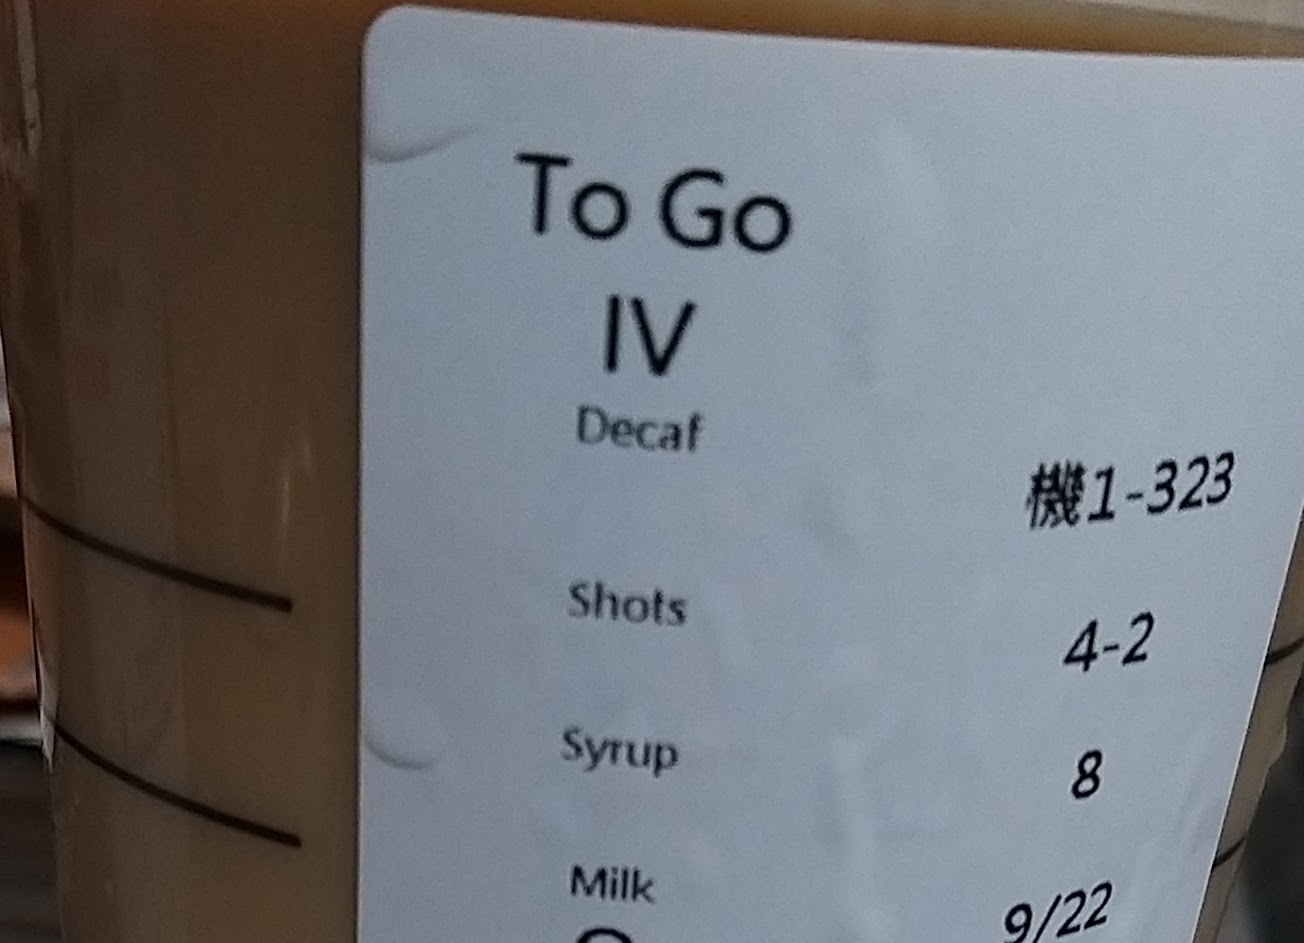 To Go
IV
Decaf
機1-323
Shots
4-2
Syrup
8
Milk
9/22